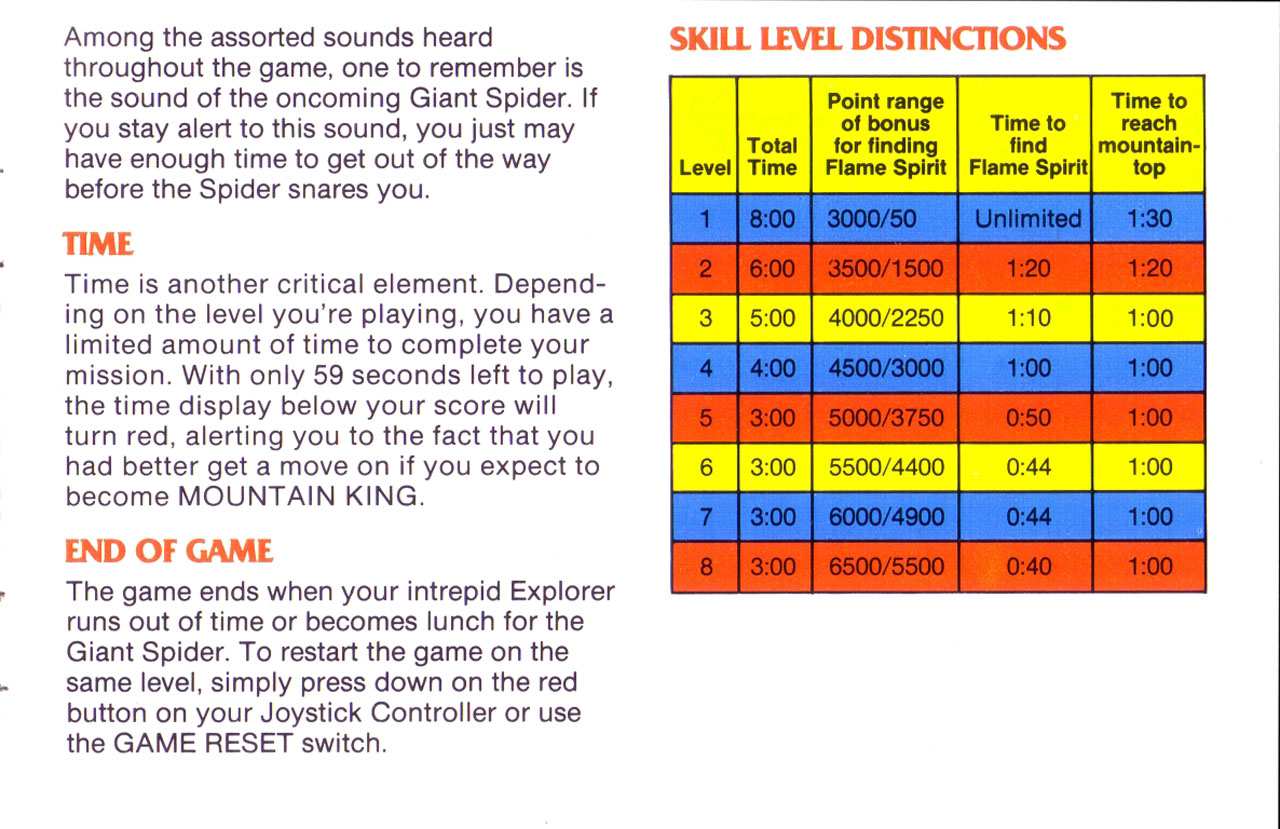 Among the assorted sounds heard
throughout the game, one to remember is
the sound of the oncoming Giant Spider. If
you stay alert to this sound, you just may
have enough time to get out of the way
before the Spider snares you.
TIME
Time is another critical element. Depend-
ing on the level you're playing, you have a
limited amount of time to complete your
mission. With only 59 seconds left to play,
the time display below your score will
turn red, alerting you to the fact that you
had better get a move on if you expect to
become MOUNTAIN KING.
END OF GAME
The game ends when your intrepid Explorer
runs out of time or becomes lunch for the
Giant Spider. To restart the game on the
same level, simply press down on the red
button on your Joystick Controller or use
the GAME RESET switch.
SKILL LEVEL DISTINCTIONS
Level
Total
Time
Point range
of bonus
for finding
Flame Spirit
Time to
find
Flame Spirit
Time to
reach
mountain-
top
1 8:00 3000/50 Unlimited 1:30
2 6:00 3500/1500 1:20 1:20
3 5:00 4000/2250 1:10 1:00
4 4:00 4500/3000 1:00 1:00
5 3:00 5000/3750 0:50 1:00
6 3:00 5500/4400 0:44 1:00
7 3:00 6000/4900 0:44 1:00
8 3:00 6500/5500 0:40 1:00